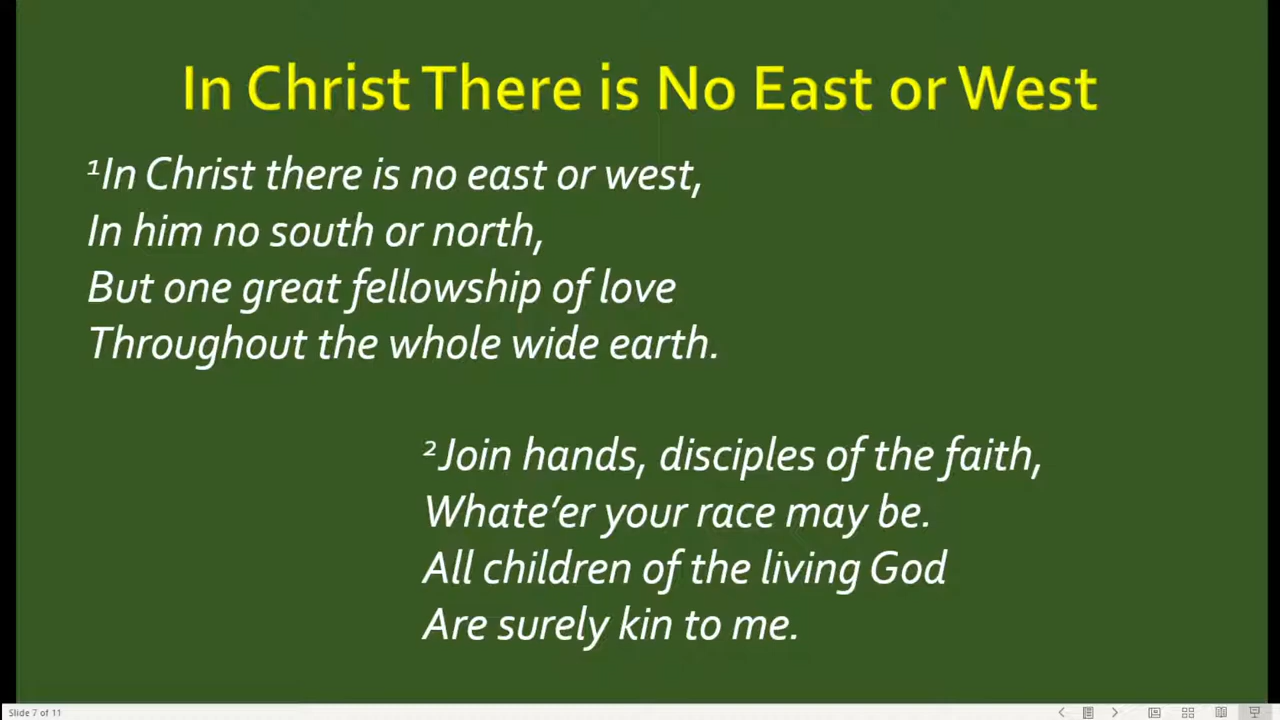 In Christ There is No East or West
¹In Christ there is no east or west,
In him no south or north,
But one great fellowship of love
Throughout the whole wide earth.
²Join hands, disciples of the faith,
Whate’er your race may be.
All children of the living God
Are surely kin to me.
Slide 7 of 11